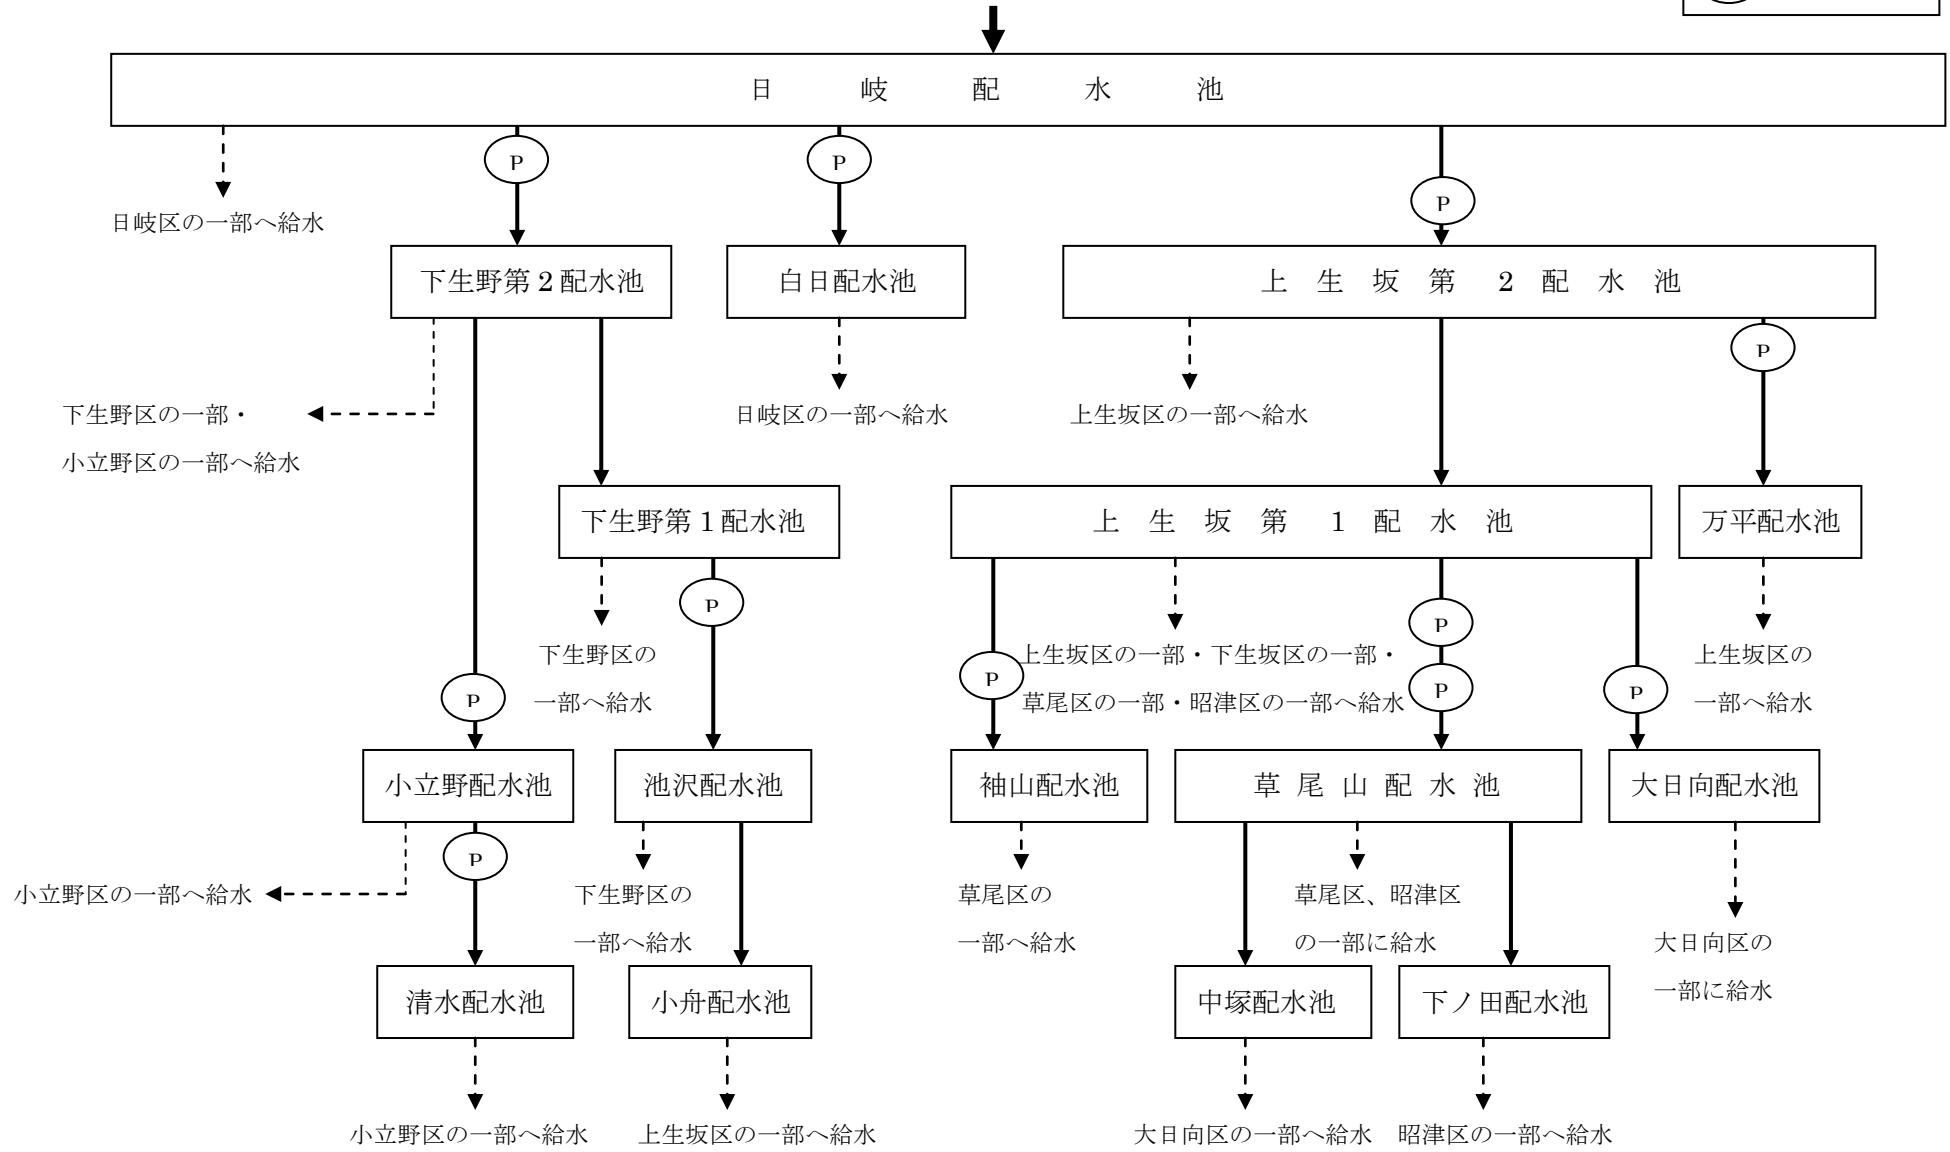 日岐配水池
P
P
P
日岐区の一部へ給水
下生野第２配水池
白日配水池
上生坂第２配水池
P
下生野区の一部・
小立野区の一部へ給水
日岐区の一部へ給水
上生坂区の一部へ給水
下生野第１配水池
上生坂第１配水池
万平配水池
P
P
下生野区の
一部へ給水
上生坂区の一部・下生坂区の一部・
草尾区の一部・昭津区の一部へ給水
上生坂区の
一部へ給水
P
P
P
P
小立野配水池
池沢配水池
袖山配水池
草尾山配水池
大日向配水池
P
小立野区の一部へ給水
下生野区の
一部へ給水
草尾区の
一部へ給水
草尾区、昭津区
の一部に給水
大日向区の
一部に給水
清水配水池
小舟配水池
中塚配水池
下ノ田配水池
小立野区の一部へ給水
上生坂区の一部へ給水
大日向区の一部へ給水
昭津区の一部へ給水